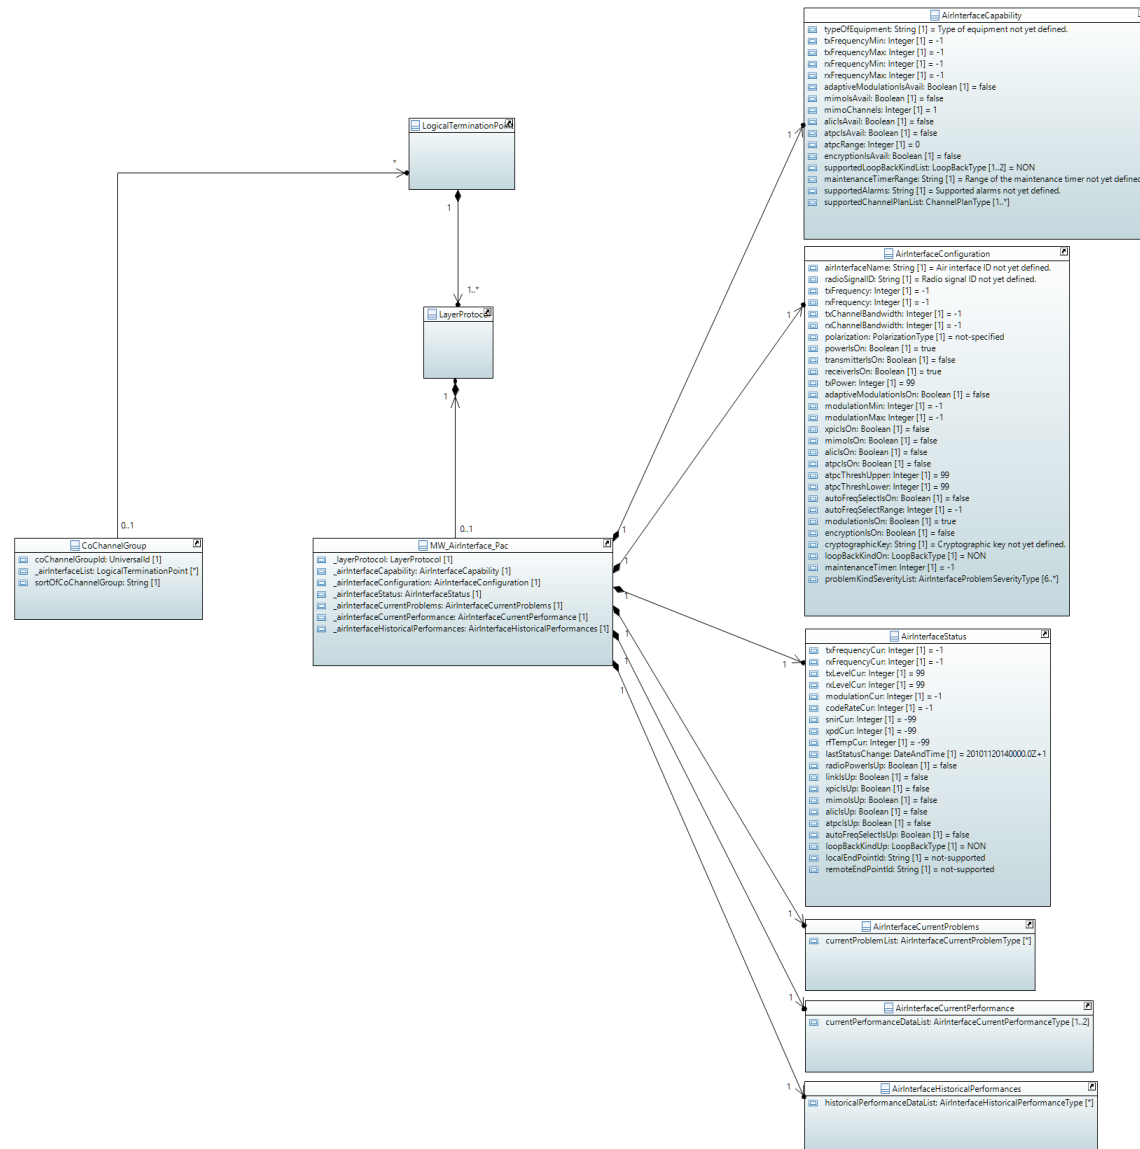 AirInterfaceCapability
typeOfEquipment: String [1] = Type of equipment not yet defined.
txFrequencyMin: Integer [1] = -1
txFrequencyMax: Integer [1] = -1
rxFrequencyMin: Integer [1] = -1
rxFrequencyMax: Integer [1] = -1
adaptiveModulationIsAvail: Boolean [1] = false
mimoIsAvail: Boolean [1] = false
mimoChannels: Integer [1] = 1
alicIsAvail: Boolean [1] = false
atpcIsAvail: Boolean [1] = false
atpcRange: Integer [1] = 0
encryptionIsAvail: Boolean [1] = false
supportedLoopBackKindList: LoopBackType [1..2] = NON
maintenanceTimerRange: String [1] = Range of the maintenance timer not yet defined
supportedAlarms: String [1] = Supported alarms not yet defined.
supportedChannelPlanList: ChannelPlanType [1..*]
1
LogicalTerminationPoint
*
1
1..*
LayerProtocol
1
AirInterfaceConfiguration
airInterfaceName: String [1] = Air interface ID not yet defined.
radioSignalID: String [1] = Radio signal ID not yet defined.
txFrequency: Integer [1] = -1
rxFrequency: Integer [1] = -1
txChannelBandwidth: Integer [1] = -1
rxChannelBandwidth: Integer [1] = -1
polarization: PolarizationType [1] = not-specified
powerIsOn: Boolean [1] = true
transmitterIsOn: Boolean [1] = false
receiverIsOn: Boolean [1] = true
txPower: Integer [1] = 99
adaptiveModulationIsOn: Boolean [1] = false
modulationMin: Integer [1] = -1
modulationMax: Integer [1] = -1
xpicIsOn: Boolean [1] = false
mimoIsOn: Boolean [1] = false
alicIsOn: Boolean [1] = false
atpcIsOn: Boolean [1] = false
atpcThreshUpper: Integer [1] = 99
atpcThreshLower: Integer [1] = 99
autoFreqSelectIsOn: Boolean [1] = false
autoFreqSelectRange: Integer [1] = -1
modulationIsOn: Boolean [1] = true
encryptionIsOn: Boolean [1] = false
cryptographicKey: String [1] = Cryptographic key not yet defined.
loopBackKindOn: LoopBackType [1] = NON
maintenanceTimer: Integer [1] = -1
problemKindSeverityList: AirInterfaceProblemSeverityType [6..*]
1
0..1
0..1
CoChannelGroup
coChannelGroupId: UniversalId [1]
_airInterfaceList: LogicalTerminationPoint [*]
sortOfCoChannelGroup: String [1]
MW_AirInterface_Pac
_layerProtocol: LayerProtocol [1]
_airInterfaceCapability: AirInterfaceCapability [1]
_airInterfaceConfiguration: AirInterfaceConfiguration [1]
_airInterfaceStatus: AirInterfaceStatus [1]
_airInterfaceCurrentProblems: AirInterfaceCurrentProblems [1]
_airInterfaceCurrentPerformance: AirInterfaceCurrentPerformance [1]
_airInterfaceHistoricalPerformances: AirInterfaceHistoricalPerformances [1]
1
1
1
1
1
1
AirInterfaceStatus
txFrequencyCur: Integer [1] = -1
rxFrequencyCur: Integer [1] = -1
txLevelCur: Integer [1] = 99
rxLevelCur: Integer [1] = 99
modulationCur: Integer [1] = -1
codeRateCur: Integer [1] = -1
snirCur: Integer [1] = -99
xpdCur: Integer [1] = -99
rfTempCur: Integer [1] = -99
lastStatusChange: DateAndTime [1] = 20101120140000.0Z+1
radioPowerIsUp: Boolean [1] = false
linkIsUp: Boolean [1] = false
xpicIsUp: Boolean [1] = false
mimoIsUp: Boolean [1] = false
alicIsUp: Boolean [1] = false
atpcIsUp: Boolean [1] = false
autoFreqSelectIsUp: Boolean [1] = false
loopBackKindUp: LoopBackType [1] = NON
localEndPointId: String [1] = not-supported
remoteEndPointId: String [1] = not-supported
1
AirInterfaceCurrentProblems
currentProblemList: AirInterfaceCurrentProblemType [*]
1
AirInterfaceCurrentPerformance
currentPerformanceDataList: AirInterfaceCurrentPerformanceType [1..2]
1
AirInterfaceHistoricalPerformances
historicalPerformanceDataList: AirInterfaceHistoricalPerformanceType [*]
1